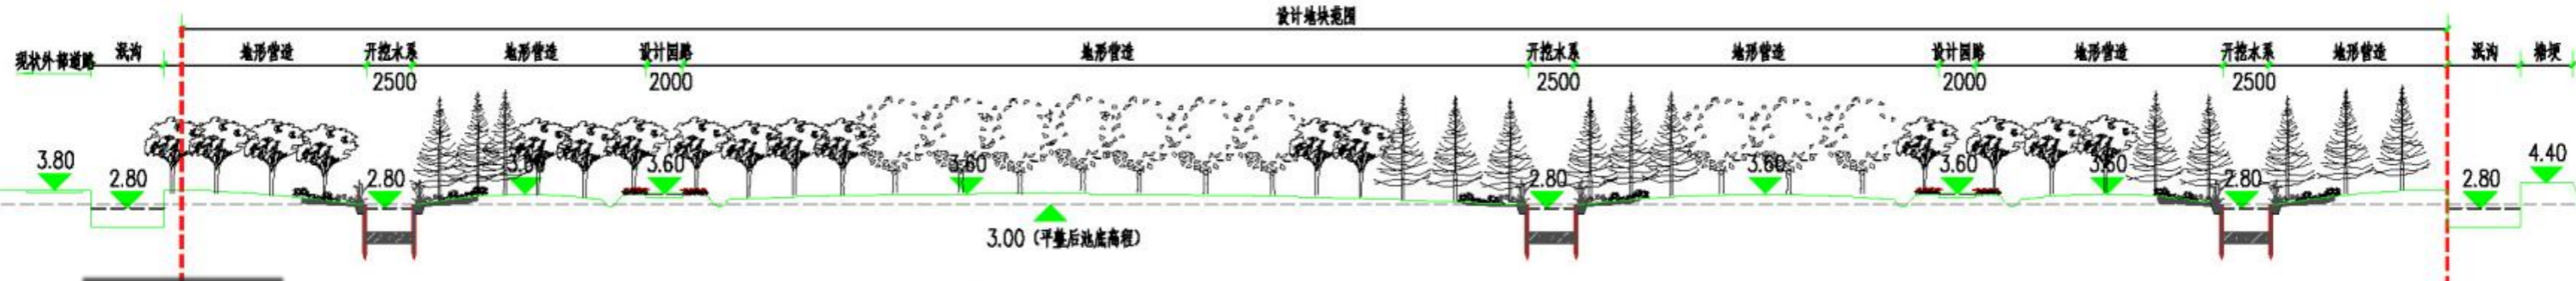 设计地块范围
现状外部道路 泯沟 地形营造 开挖水系 地形营造 设计园路 地形营造 开挖水系 地形营造 设计园路 地形营造 开挖水系 地形营造 泯沟 塘埂
2500 2000 2500 2000 2500
3.80 2.80 2.80 3.60 3.60 3.60 2.80 3.60 3.60 3.60 2.80 2.80 4.40
3.00 (平整后池底高程)